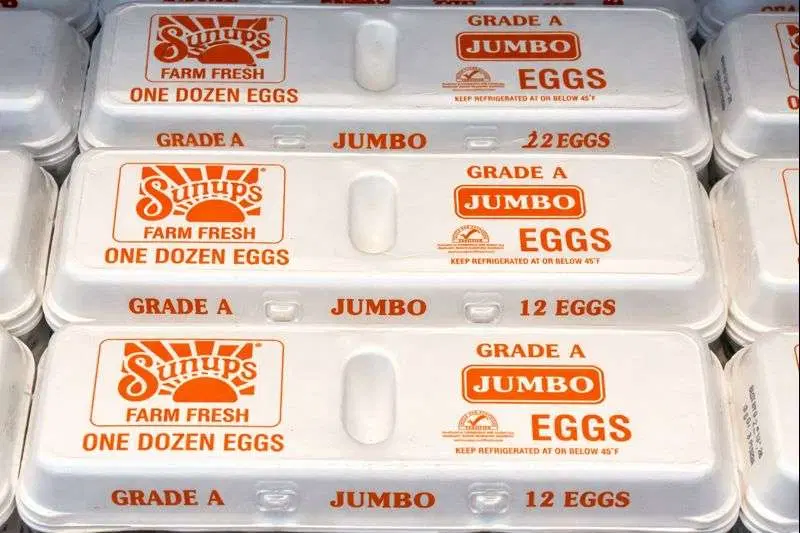 Sunups
FARM FRESH
ONE DOZEN EGGS
GRADE A
JUMBO
EGGS
KEEP REFRIGERATED AT OR BELOW 45°F
GRADE A JUMBO 22 EGGS
Sunups
FARM FRESH
ONE DOZEN EGGS
GRADE A
JUMBO
EGGS
KEEP REFRIGERATED AT OR BELOW 45°F
GRADE A JUMBO 12 EGGS
Sunups
FARM FRESH
ONE DOZEN EGGS
GRADE A
JUMBO
EGGS
KEEP REFRIGERATED AT OR BELOW 45°F
GRADE A JUMBO 12 EGGS